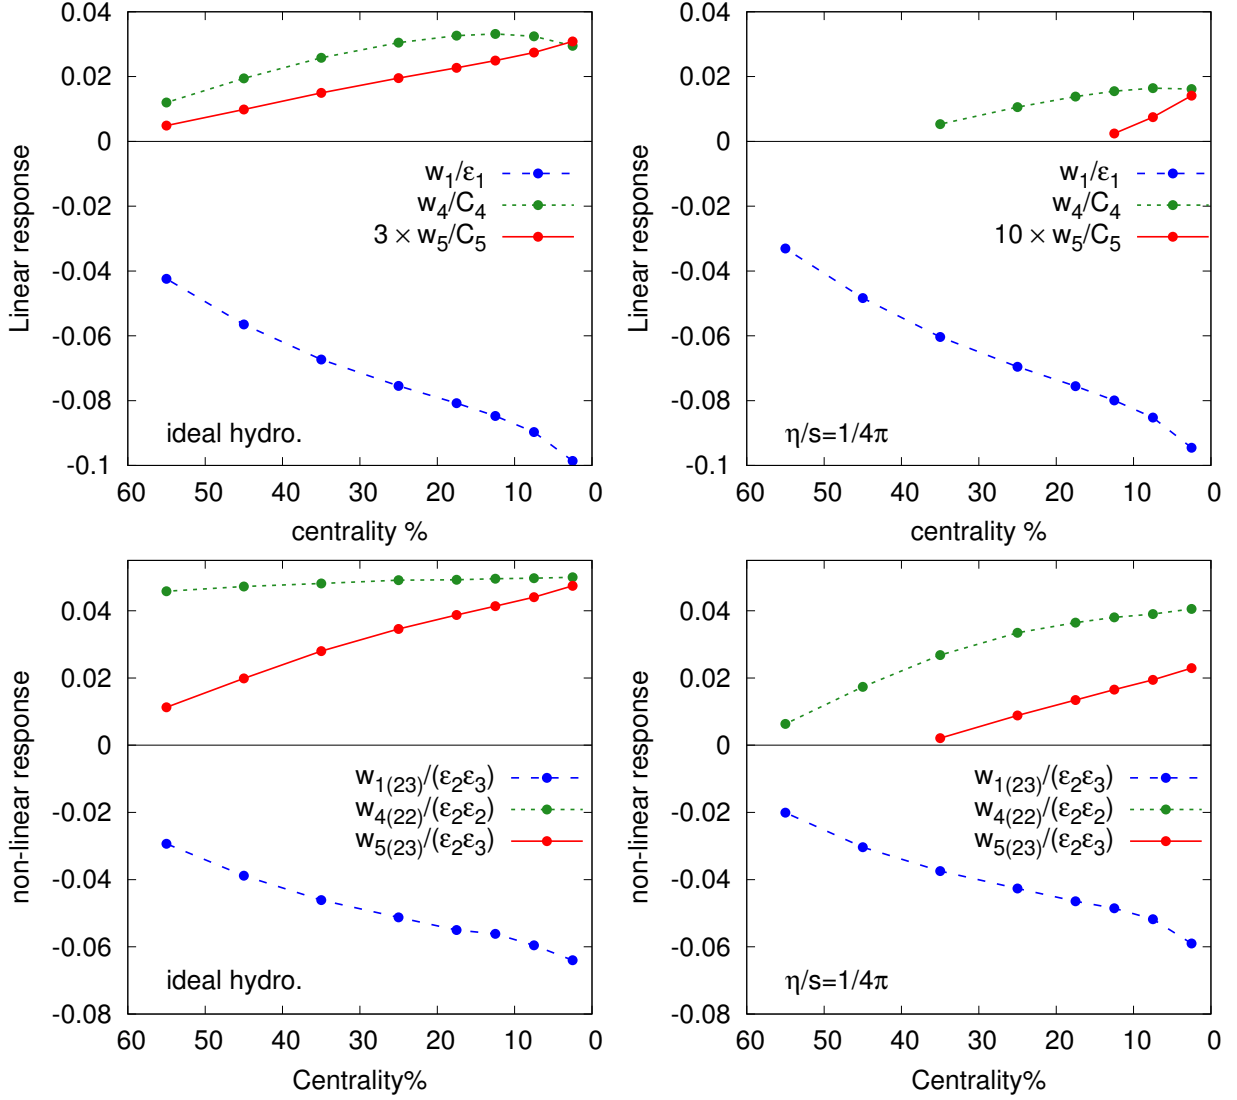 0.04
0.02
0
-0.02
-0.04
-0.06
-0.08
-0.1
Linear response
w1/ε1
w4/C4
3 × w5/C5
ideal hydro.
60 50 40 30 20 10 0
centrality %
0.04
0.02
0
-0.02
-0.04
-0.06
-0.08
-0.1
Linear response
w1/ε1
w4/C4
10 × w5/C5
η/s=1/4π
60 50 40 30 20 10 0
centrality %
0.04
0.02
0
-0.02
-0.04
-0.06
-0.08
non-linear response
w1(23)/(ε2ε3)
w4(22)/(ε2ε2)
w5(23)/(ε2ε3)
ideal hydro.
60 50 40 30 20 10 0
Centrality%
0.04
0.02
0
-0.02
-0.04
-0.06
-0.08
non-linear response
w1(23)/(ε2ε3)
w4(22)/(ε2ε2)
w5(23)/(ε2ε3)
η/s=1/4π
60 50 40 30 20 10 0
Centrality%